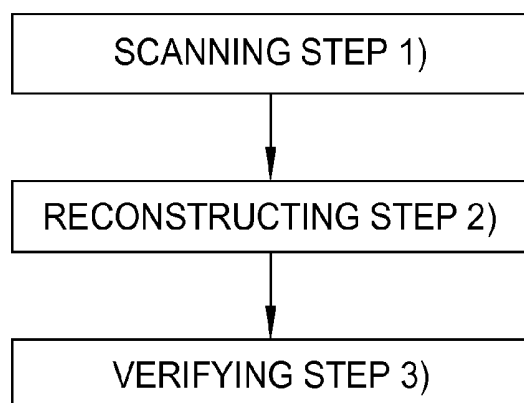 SCANNING STEP 1)
RECONSTRUCTING STEP 2)
VERIFYING STEP 3)